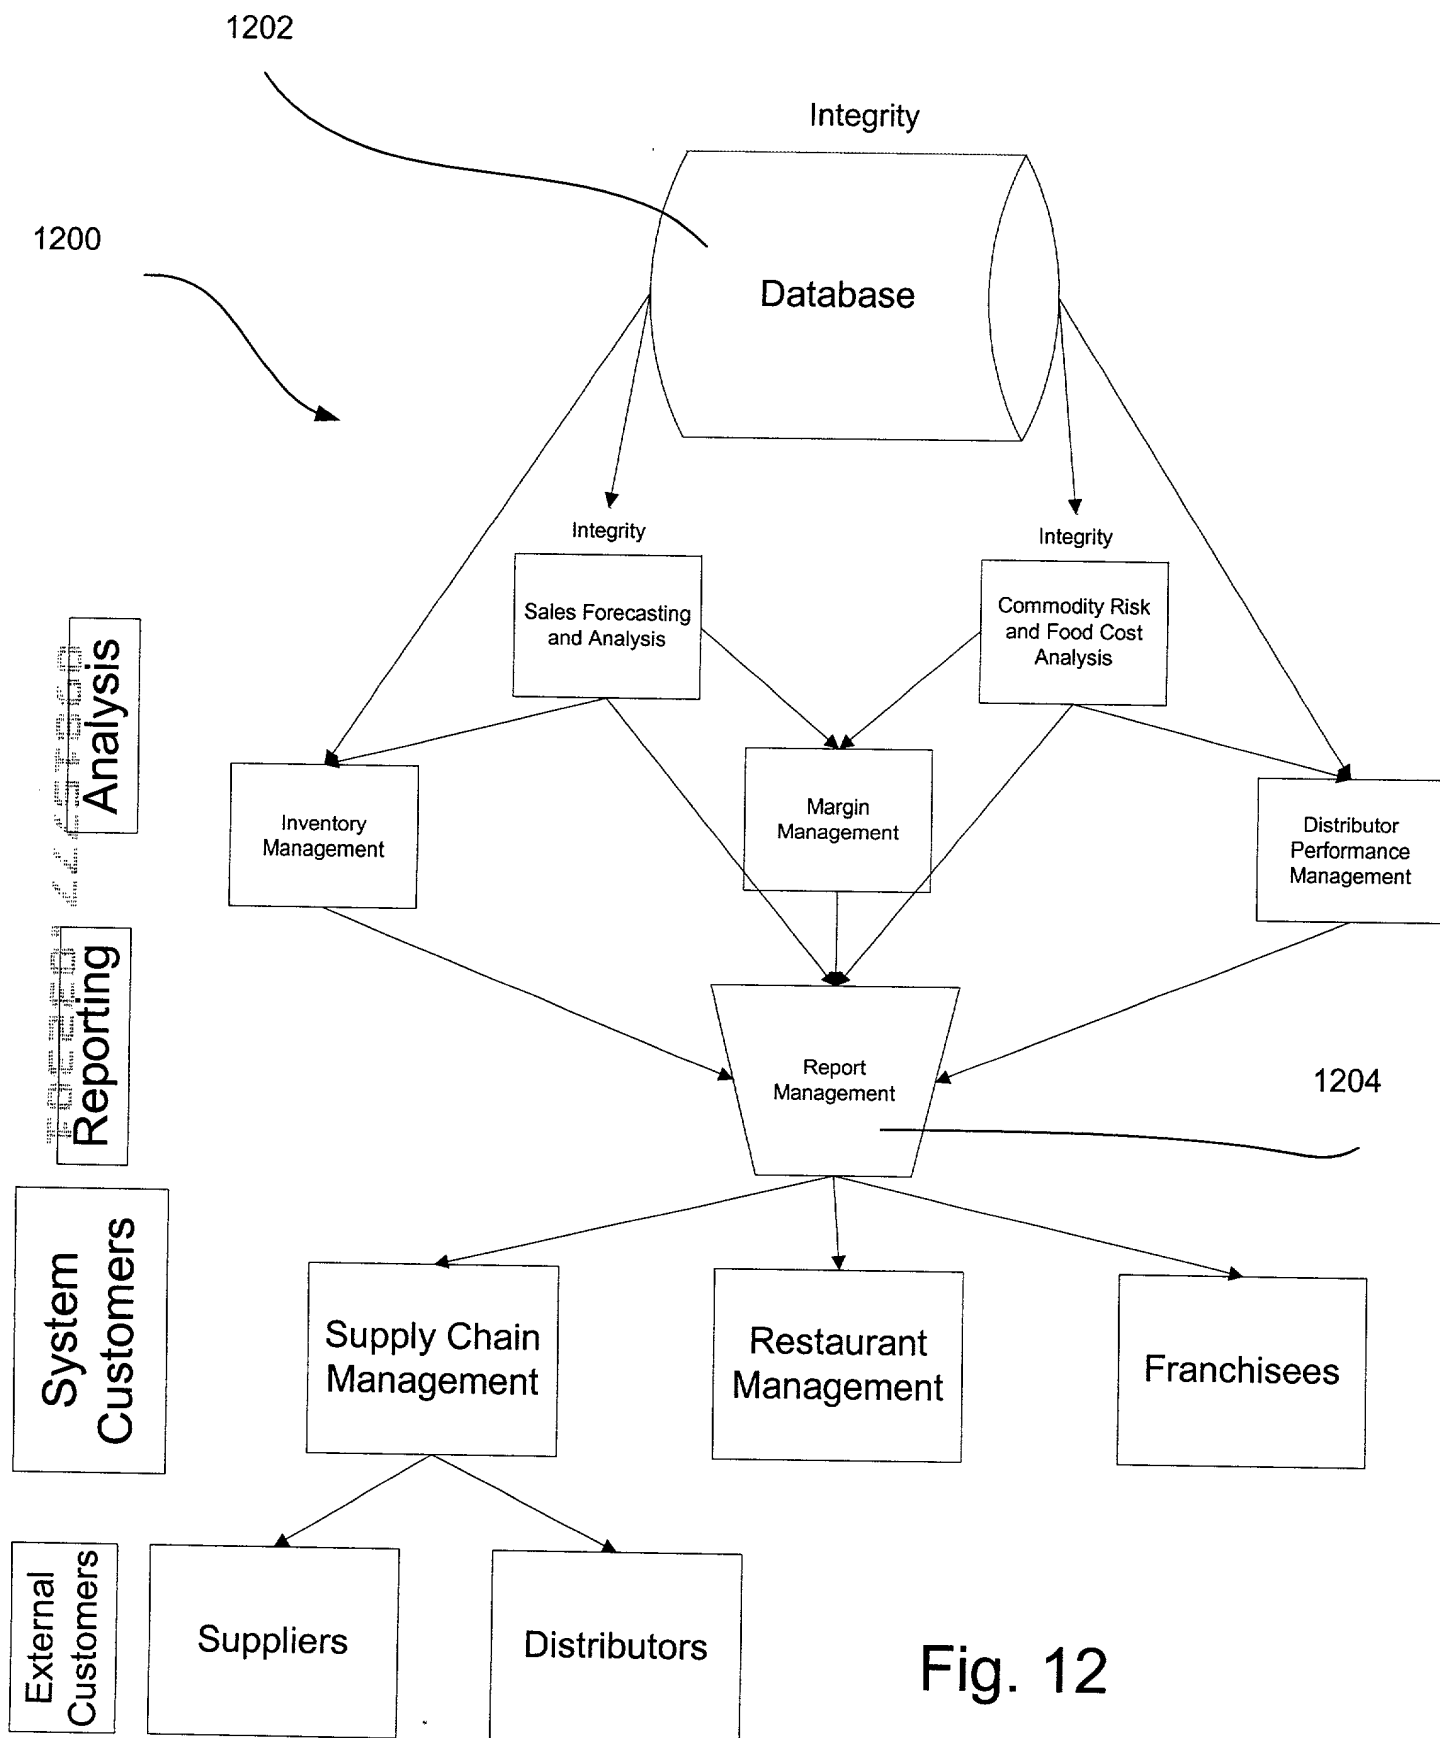 1202
Integrity
1200
Database
Integrity
Integrity
Sales Forecasting
and Analysis
Commodity Risk
and Food Cost
Analysis
Analysis
Inventory
Management
Margin
Management
Distributor
Performance
Management
Reporting
Report
Management
1204
System
Customers
Supply Chain
Management
Restaurant
Management
Franchisees
External
Customers
Suppliers
Distributors
Fig. 12